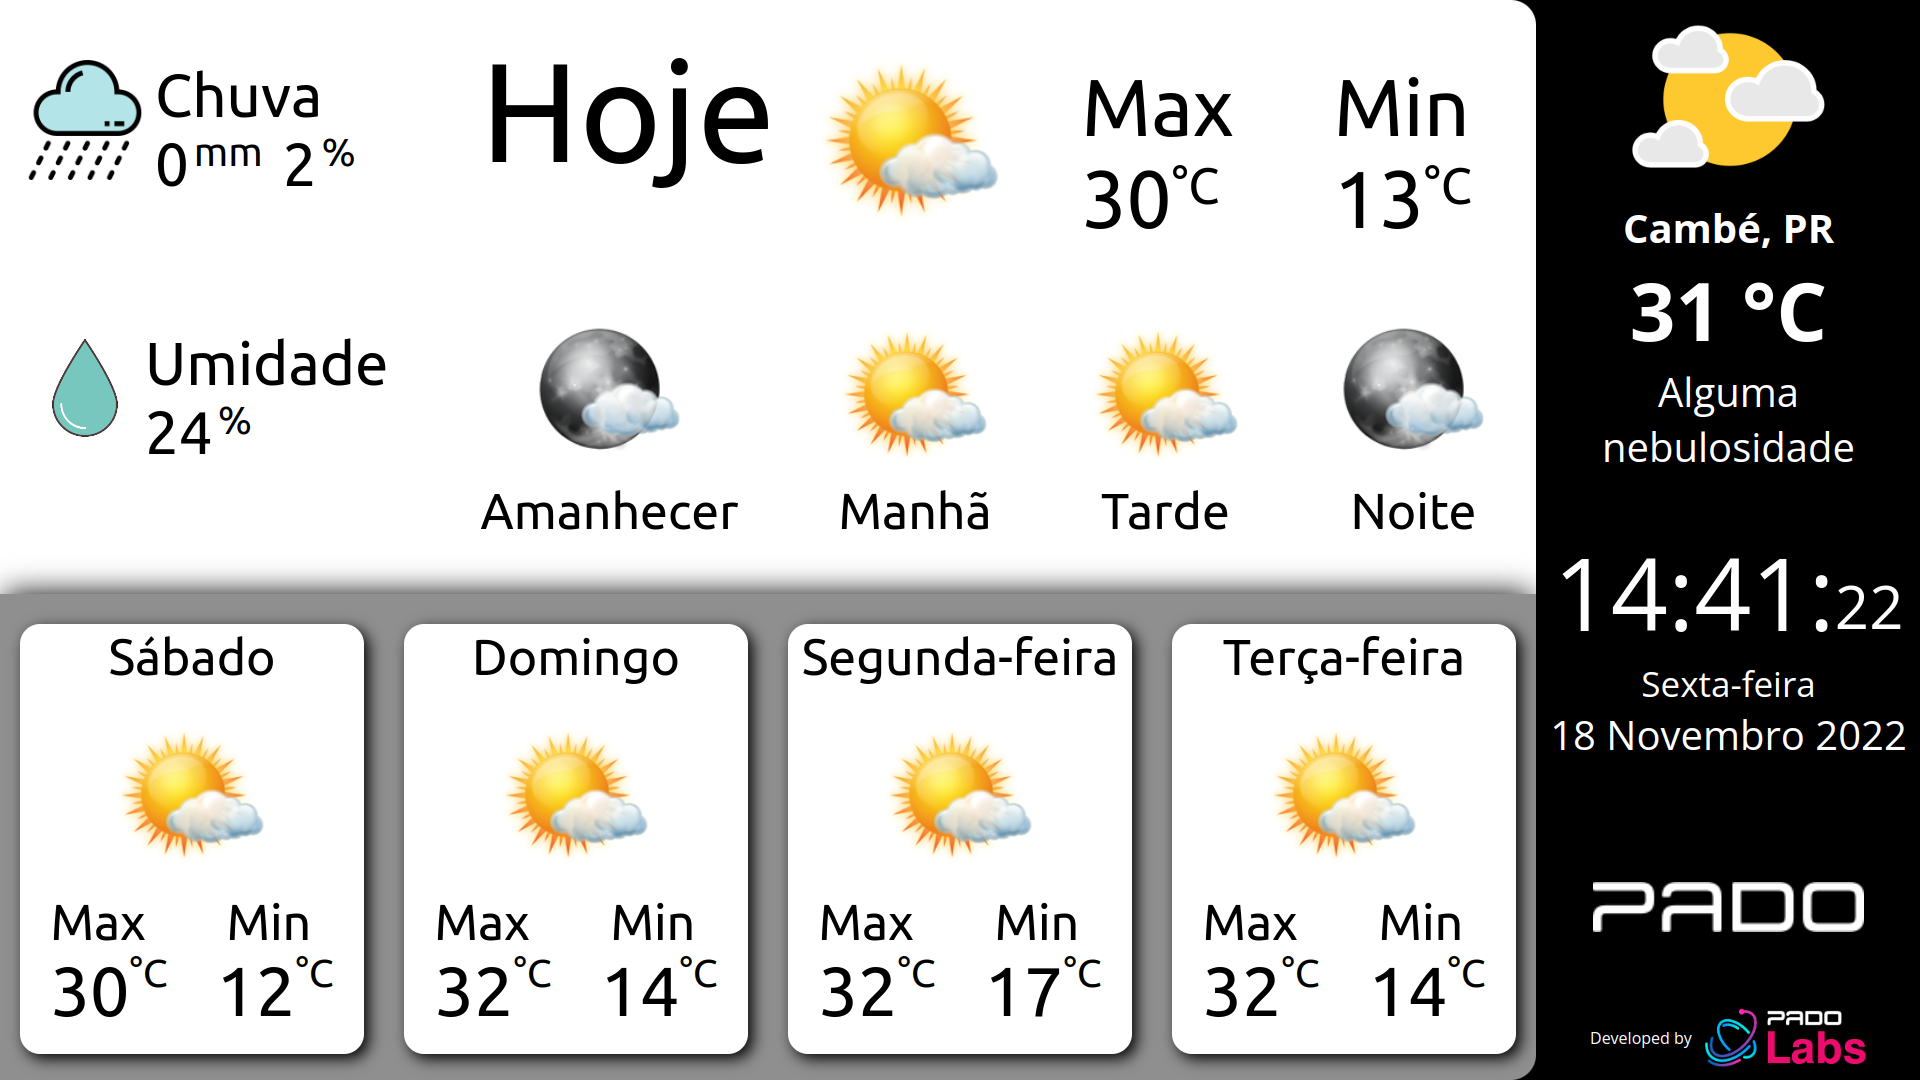 Chuva
0 mm 2 %
Hoje
Max
30 °C
Min
13 °C
Umidade
24 %
Amanhecer
Manhã
Tarde
Noite
Sábado
Max Min
30 °C 12 °C
Domingo
Max Min
32 °C 14 °C
Segunda-feira
Max Min
32 °C 17 °C
Terça-feira
Max Min
32 °C 14 °C
Cambé, PR
31 °C
Alguma
nebulosidade
14:41:22
Sexta-feira
18 Novembro 2022
PADO
Developed by PADO Labs